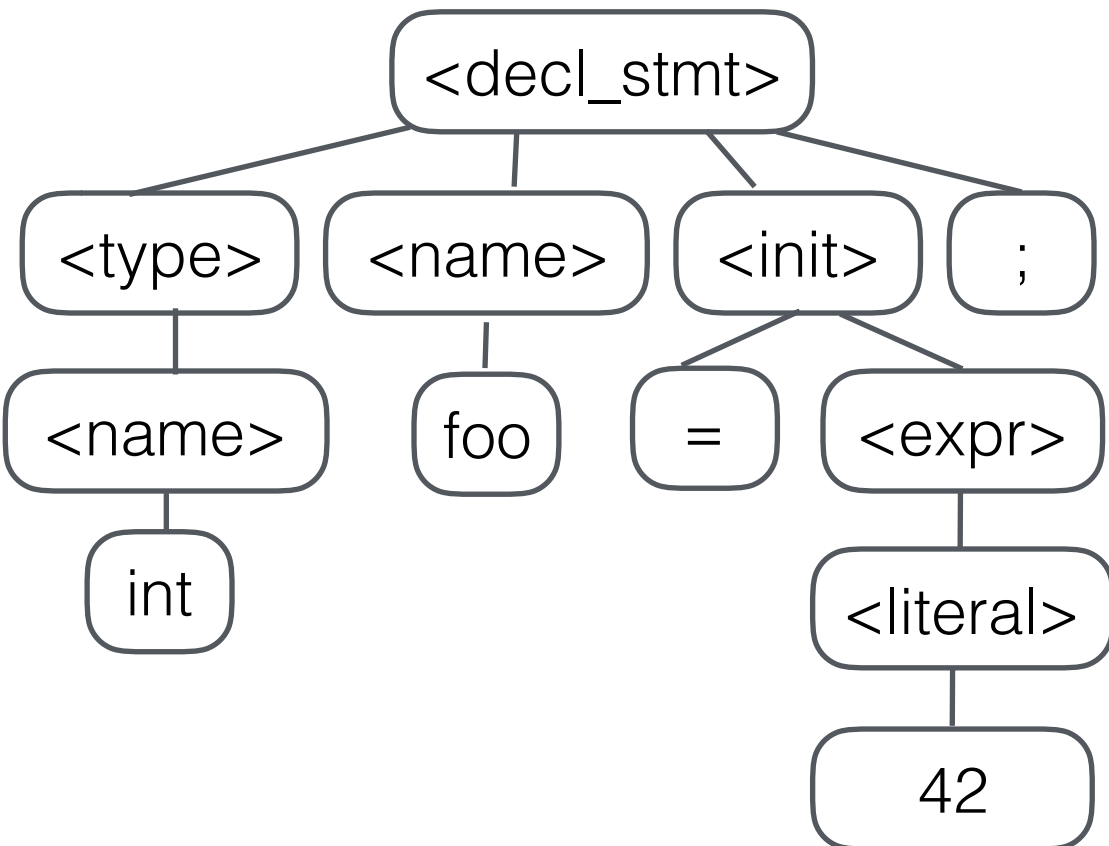 <decl_stmt>
<type> <name> <init> ;
<name> foo = <expr>
int
<literal>
42